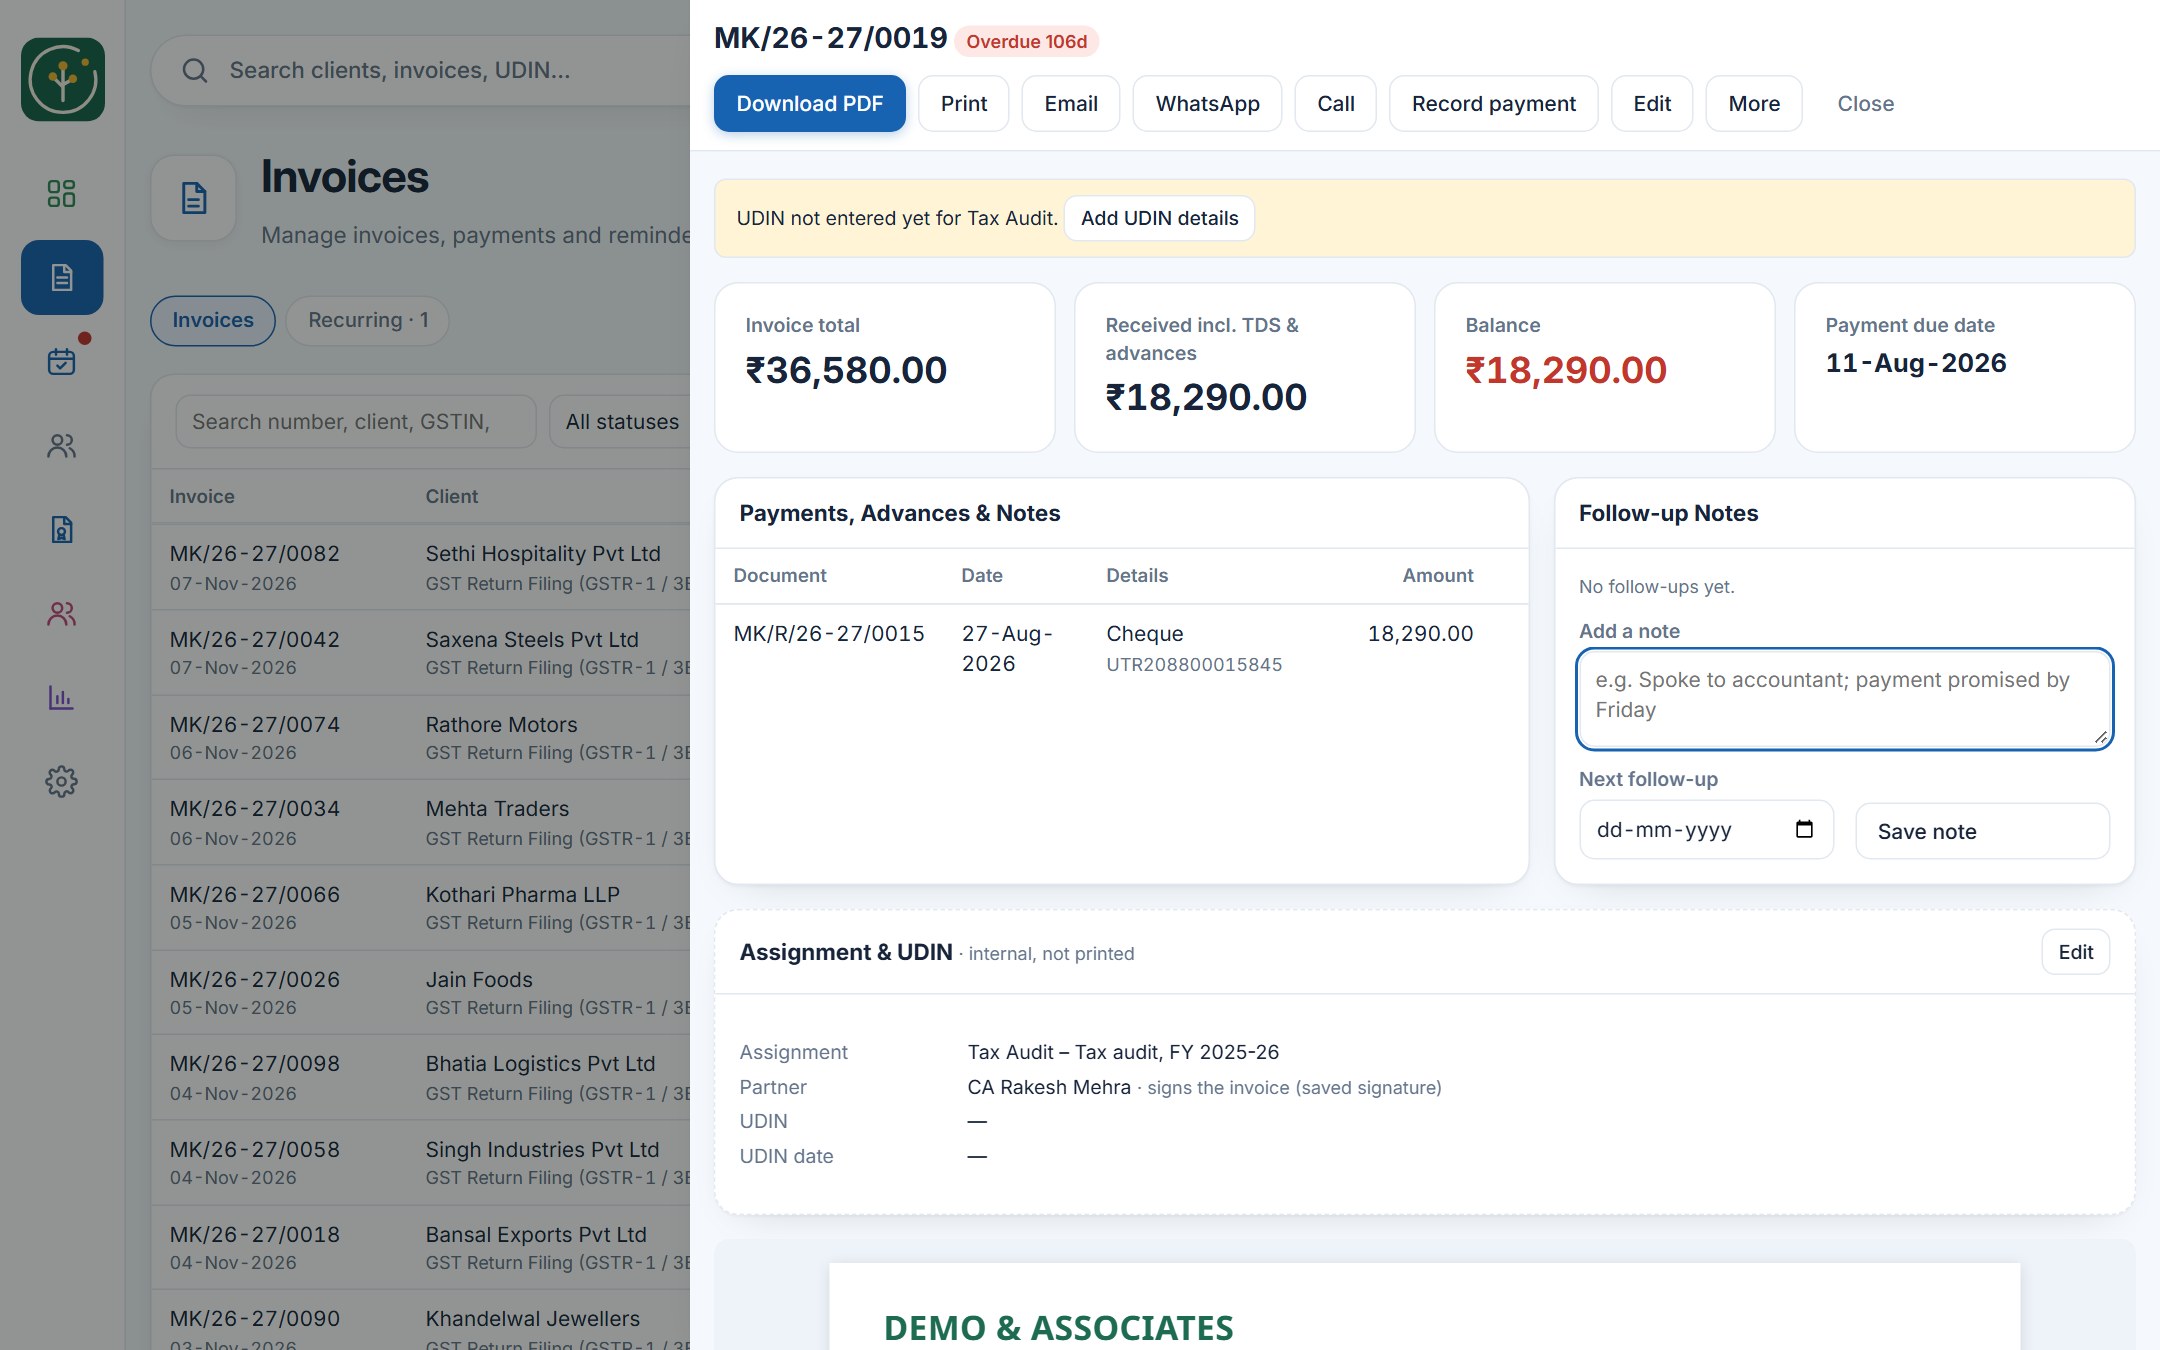 Search clients, invoices, UDIN...
Invoices
Manage invoices, payments and
Invoices
Recurring · 1
Search number, client, GSTIN,
All statuses
Invoice Client
MK/26-27/0082 Sethi Hospitality Pvt Ltd
07-Nov-2026 GST Return Filing (GSTR-1 /
MK/26-27/0042 Saxena Steels Pvt Ltd
07-Nov-2026 GST Return Filing (GSTR-1 /
MK/26-27/0074 Rathore Motors
06-Nov-2026 GST Return Filing (GSTR-1 /
MK/26-27/0034 Mehta Traders
06-Nov-2026 GST Return Filing (GSTR-1 /
MK/26-27/0066 Kothari Pharma LLP
05-Nov-2026 GST Return Filing (GSTR-1 /
MK/26-27/0026 Jain Foods
05-Nov-2026 GST Return Filing (GSTR-1 /
MK/26-27/0098 Bhatia Logistics Pvt Ltd
04-Nov-2026 GST Return Filing (GSTR-1 /
MK/26-27/0058 Singh Industries Pvt Ltd
04-Nov-2026 GST Return Filing (GSTR-1 /
MK/26-27/0018 Bansal Exports Pvt Ltd
04-Nov-2026 GST Return Filing (GSTR-1 /
MK/26-27/0090 Khandelwal Jewellers
MK/26-27/0019 Overdue 106d
Download PDF Print Email WhatsApp Call Record payment Edit More Close
UDIN not entered yet for Tax Audit. Add UDIN details
Invoice total
₹36,580.00
Received incl. TDS &
advances
₹18,290.00
Balance
₹18,290.00
Payment due date
11-Aug-2026
Payments, Advances & Notes
Document Date Details Amount
MK/R/26-27/0015 27-Aug- Cheque 18,290.00
2026 UTR208800015845
Follow-up Notes
No follow-ups yet.
Add a note
e.g. Spoke to accountant; payment promised by
Friday
Next follow-up
dd-mm-yyyy
Save note
Assignment & UDIN · internal, not printed
Edit
Assignment Tax Audit – Tax audit, FY 2025-26
Partner CA Rakesh Mehra · signs the invoice (saved signature)
UDIN —
UDIN date —
DEMO & ASSOCIATES